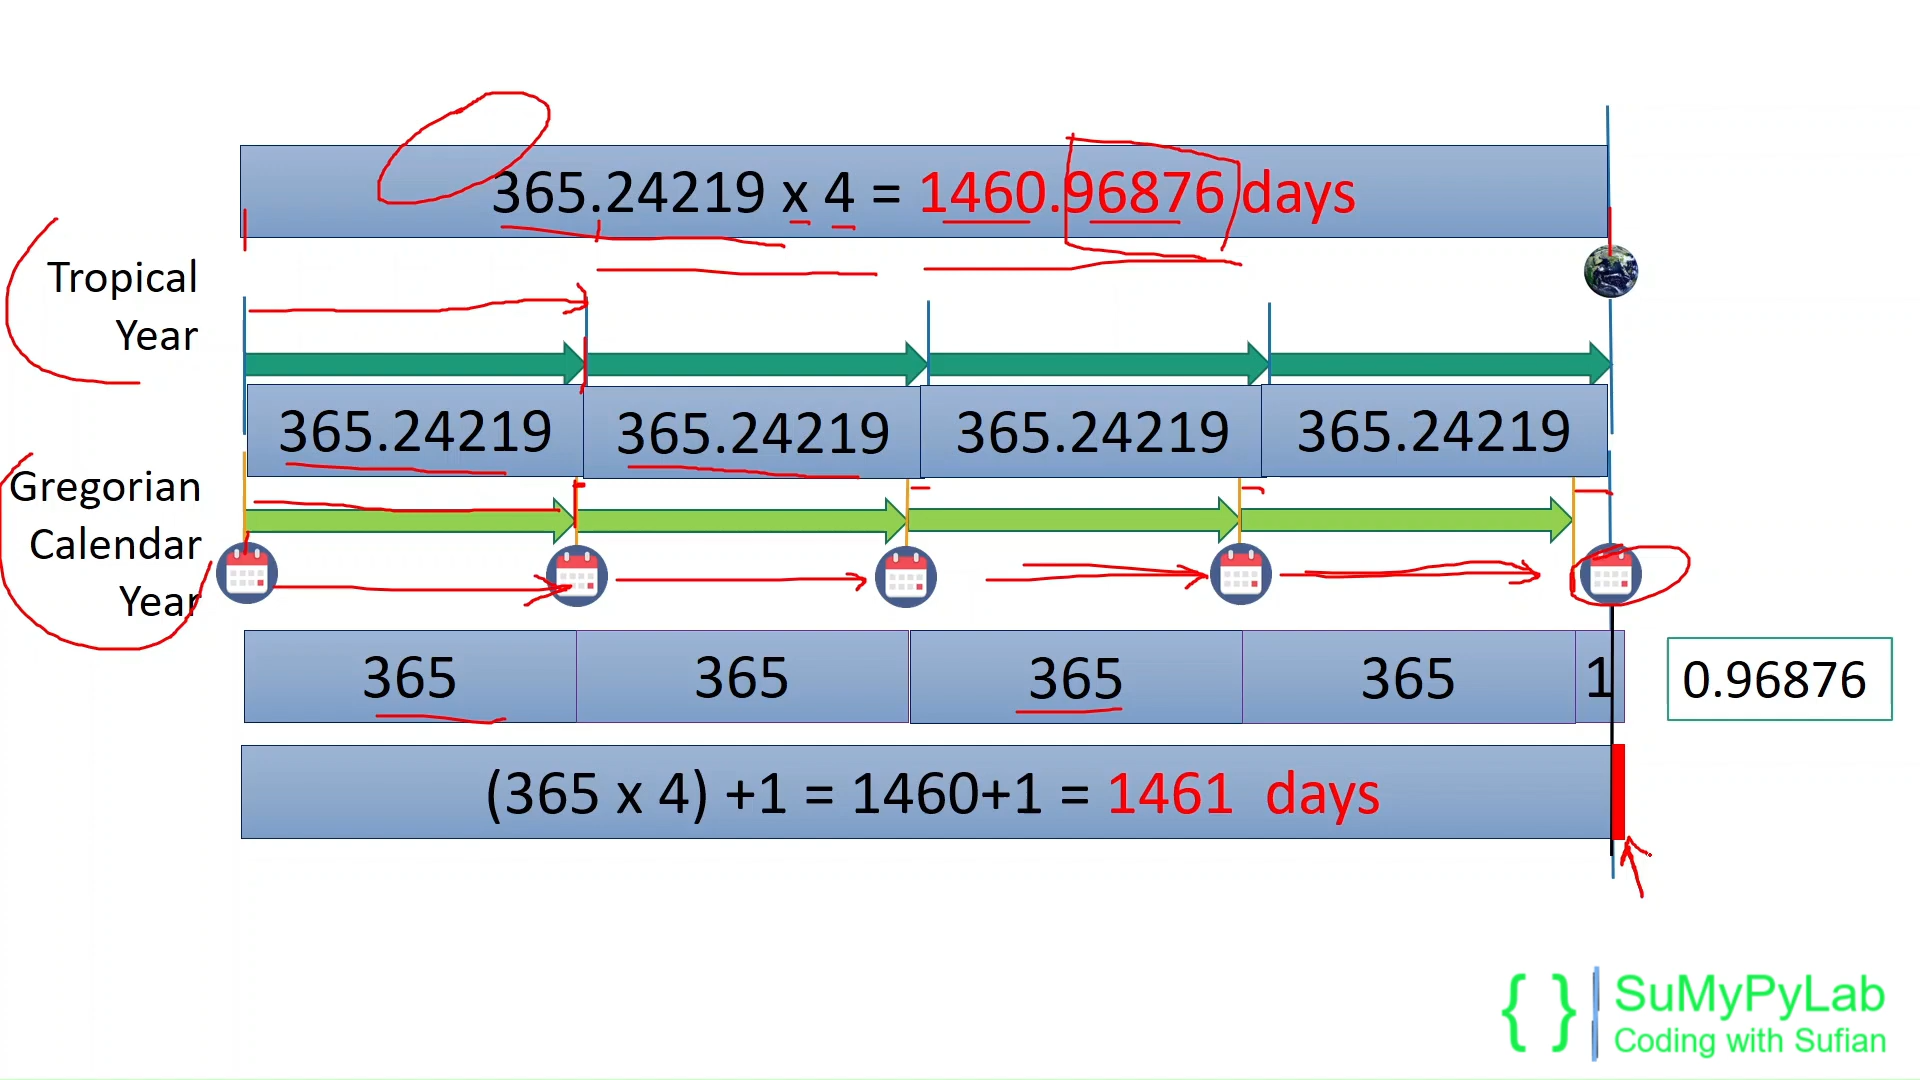 365.24219 x 4 = 1460.96876 days
Tropical
Year
365.24219 365.24219 365.24219 365.24219
Gregorian
Calendar
Year
365 365 365 365 1
0.96876
(365 x 4) +1 = 1460+1 = 1461 days
{ } SuMyPyLab
Coding with Sufian